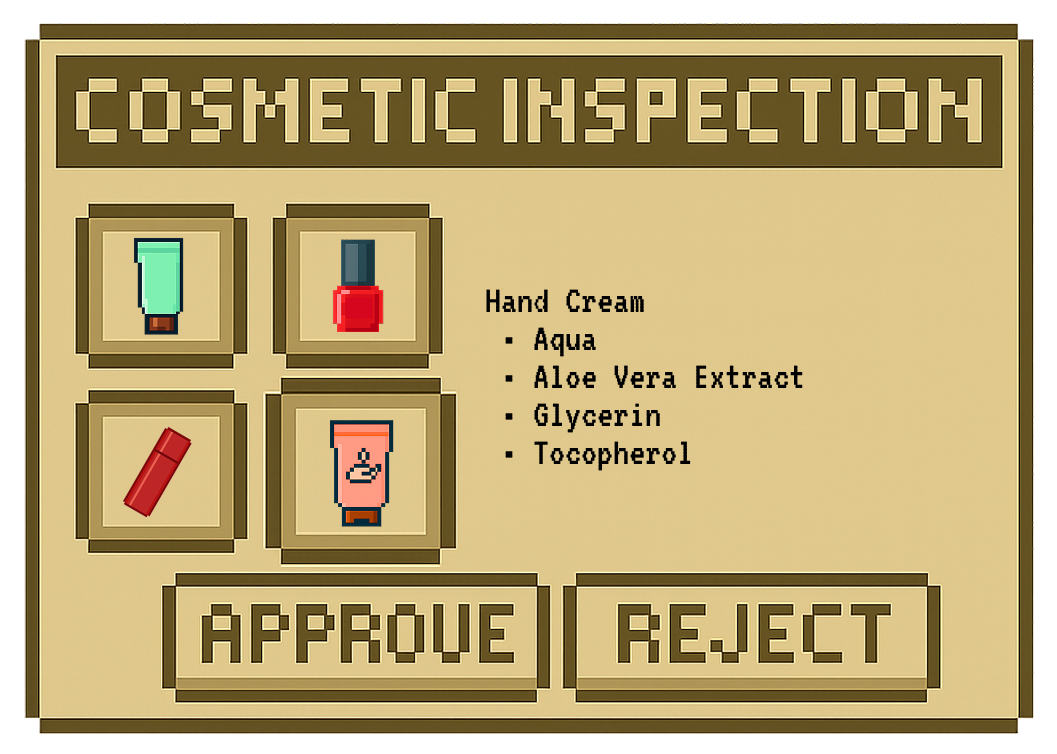 COSMETIC INSPECTION
Hand Cream
▪ Aqua
▪ Aloe Vera Extract
▪ Glycerin
▪ Tocopherol
APPROVE
REJECT